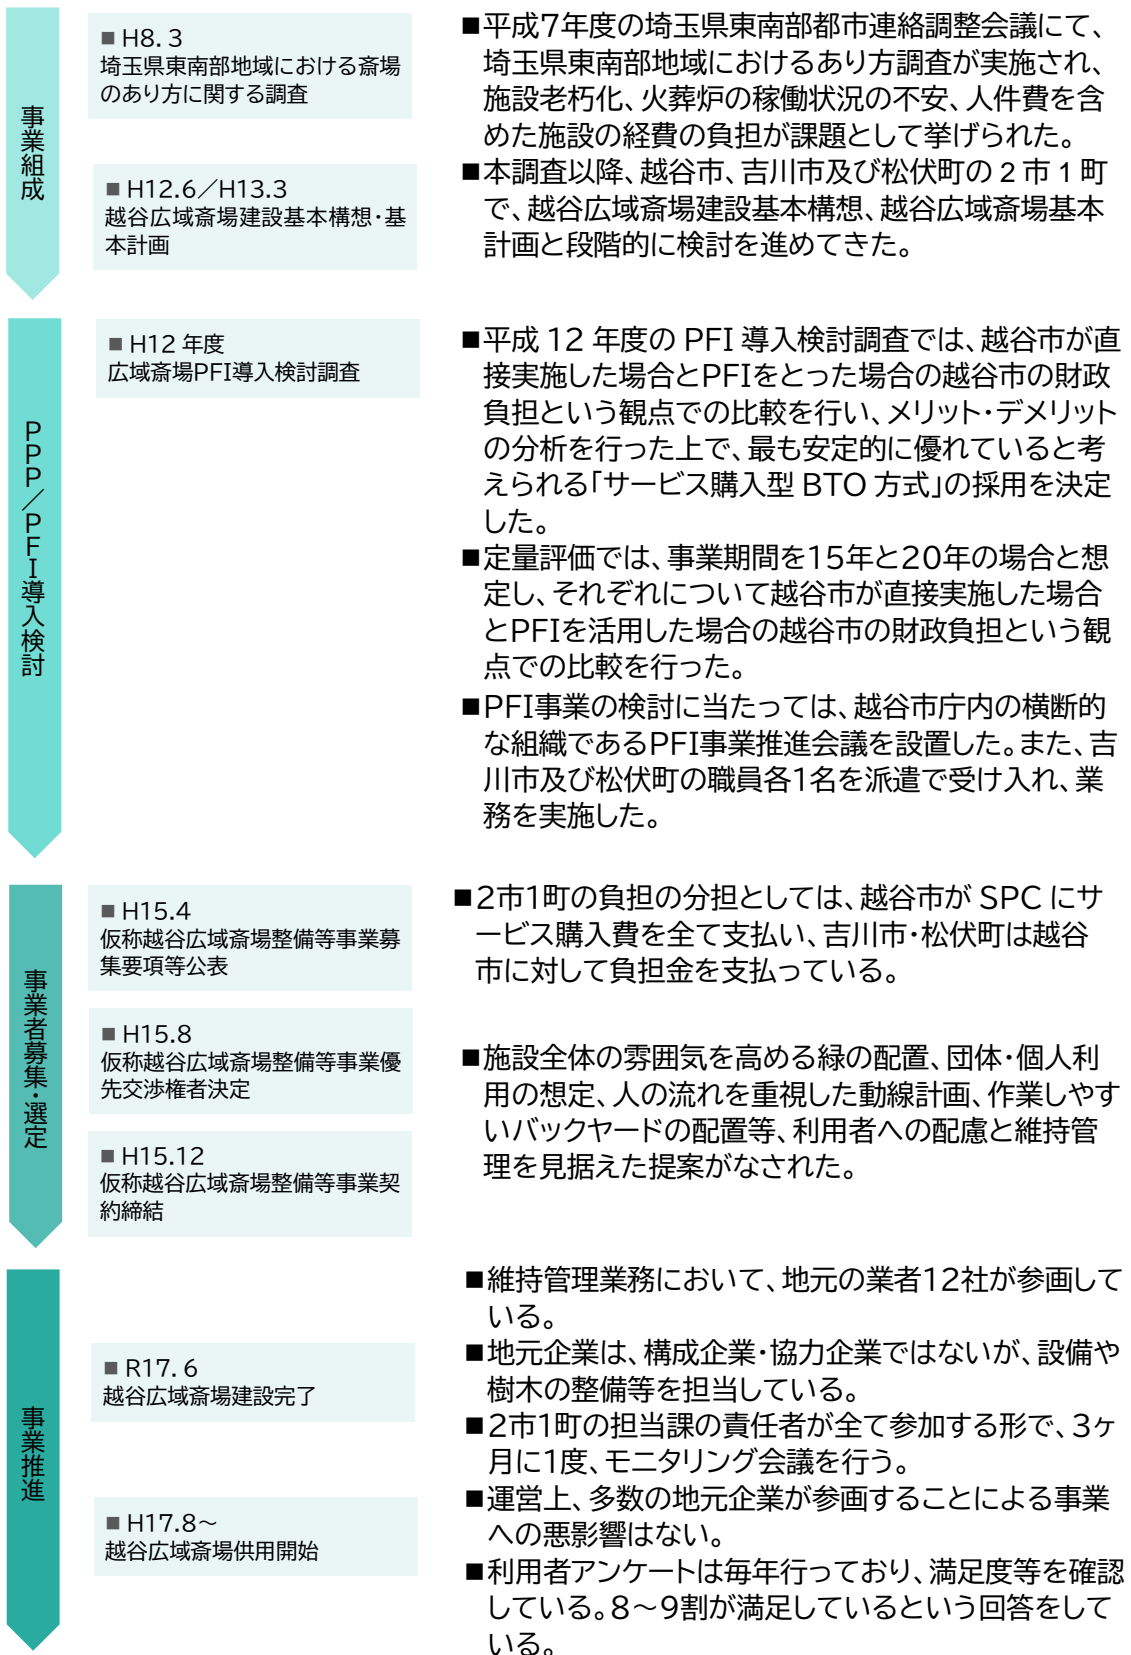 事業組成
■ H8. 3
埼玉県東南部地域における斎場
のあり方に関する調査
■ H12.6／H13.3
越谷広域斎場建設基本構想・基
本計画
■平成7年度の埼玉県東南部都市連絡調整会議にて、
埼玉県東南部地域におけるあり方調査が実施され、
施設老朽化、火葬炉の稼働状況の不安、人件費を含
めた施設の経費の負担が課題として挙げられた。
■本調査以降、越谷市、吉川市及び松伏町の 2 市 1 町
で、越谷広域斎場建設基本構想、越谷広域斎場基本
計画と段階的に検討を進めてきた。
PPP／PFI導入検討
■ H12 年度
広域斎場PFI導入検討調査
■平成 12 年度の PFI 導入検討調査では、越谷市が直
接実施した場合とPFIをとった場合の越谷市の財政
負担という観点での比較を行い、メリット・デメリット
の分析を行った上で、最も安定的に優れていると考
えられる「サービス購入型 BTO 方式」の採用を決定
した。
■定量評価では、事業期間を15年と20年の場合と想
定し、それぞれについて越谷市が直接実施した場合
とPFIを活用した場合の越谷市の財政負担という観
点での比較を行った。
■PFI事業の検討に当たっては、越谷市庁内の横断的
な組織であるPFI事業推進会議を設置した。また、吉
川市及び松伏町の職員各1名を派遣で受け入れ、業
務を実施した。
事業者募集・選定
■ H15.4
仮称越谷広域斎場整備等事業募
集要項等公表
■ H15.8
仮称越谷広域斎場整備等事業優
先交渉権者決定
■ H15.12
仮称越谷広域斎場整備等事業契
約締結
■2市1町の負担の分担としては、越谷市が SPC にサ
ービス購入費を全て支払い、吉川市・松伏町は越谷
市に対して負担金を支払っている。
■施設全体の雰囲気を高める緑の配置、団体・個人利
用の想定、人の流れを重視した動線計画、作業しやす
いバックヤードの配置等、利用者への配慮と維持管
理を見据えた提案がなされた。
事業推進
■ R17. 6
越谷広域斎場建設完了
■ H17.8～
越谷広域斎場供用開始
■維持管理業務において、地元の業者12社が参画して
いる。
■地元企業は、構成企業・協力企業ではないが、設備や
樹木の整備等を担当している。
■2市1町の担当課の責任者が全て参加する形で、3ヶ
月に1度、モニタリング会議を行う。
■運営上、多数の地元企業が参画することによる事業
への悪影響はない。
■利用者アンケートは毎年行っており、満足度等を確認
している。8～9割が満足しているという回答をして
いる。